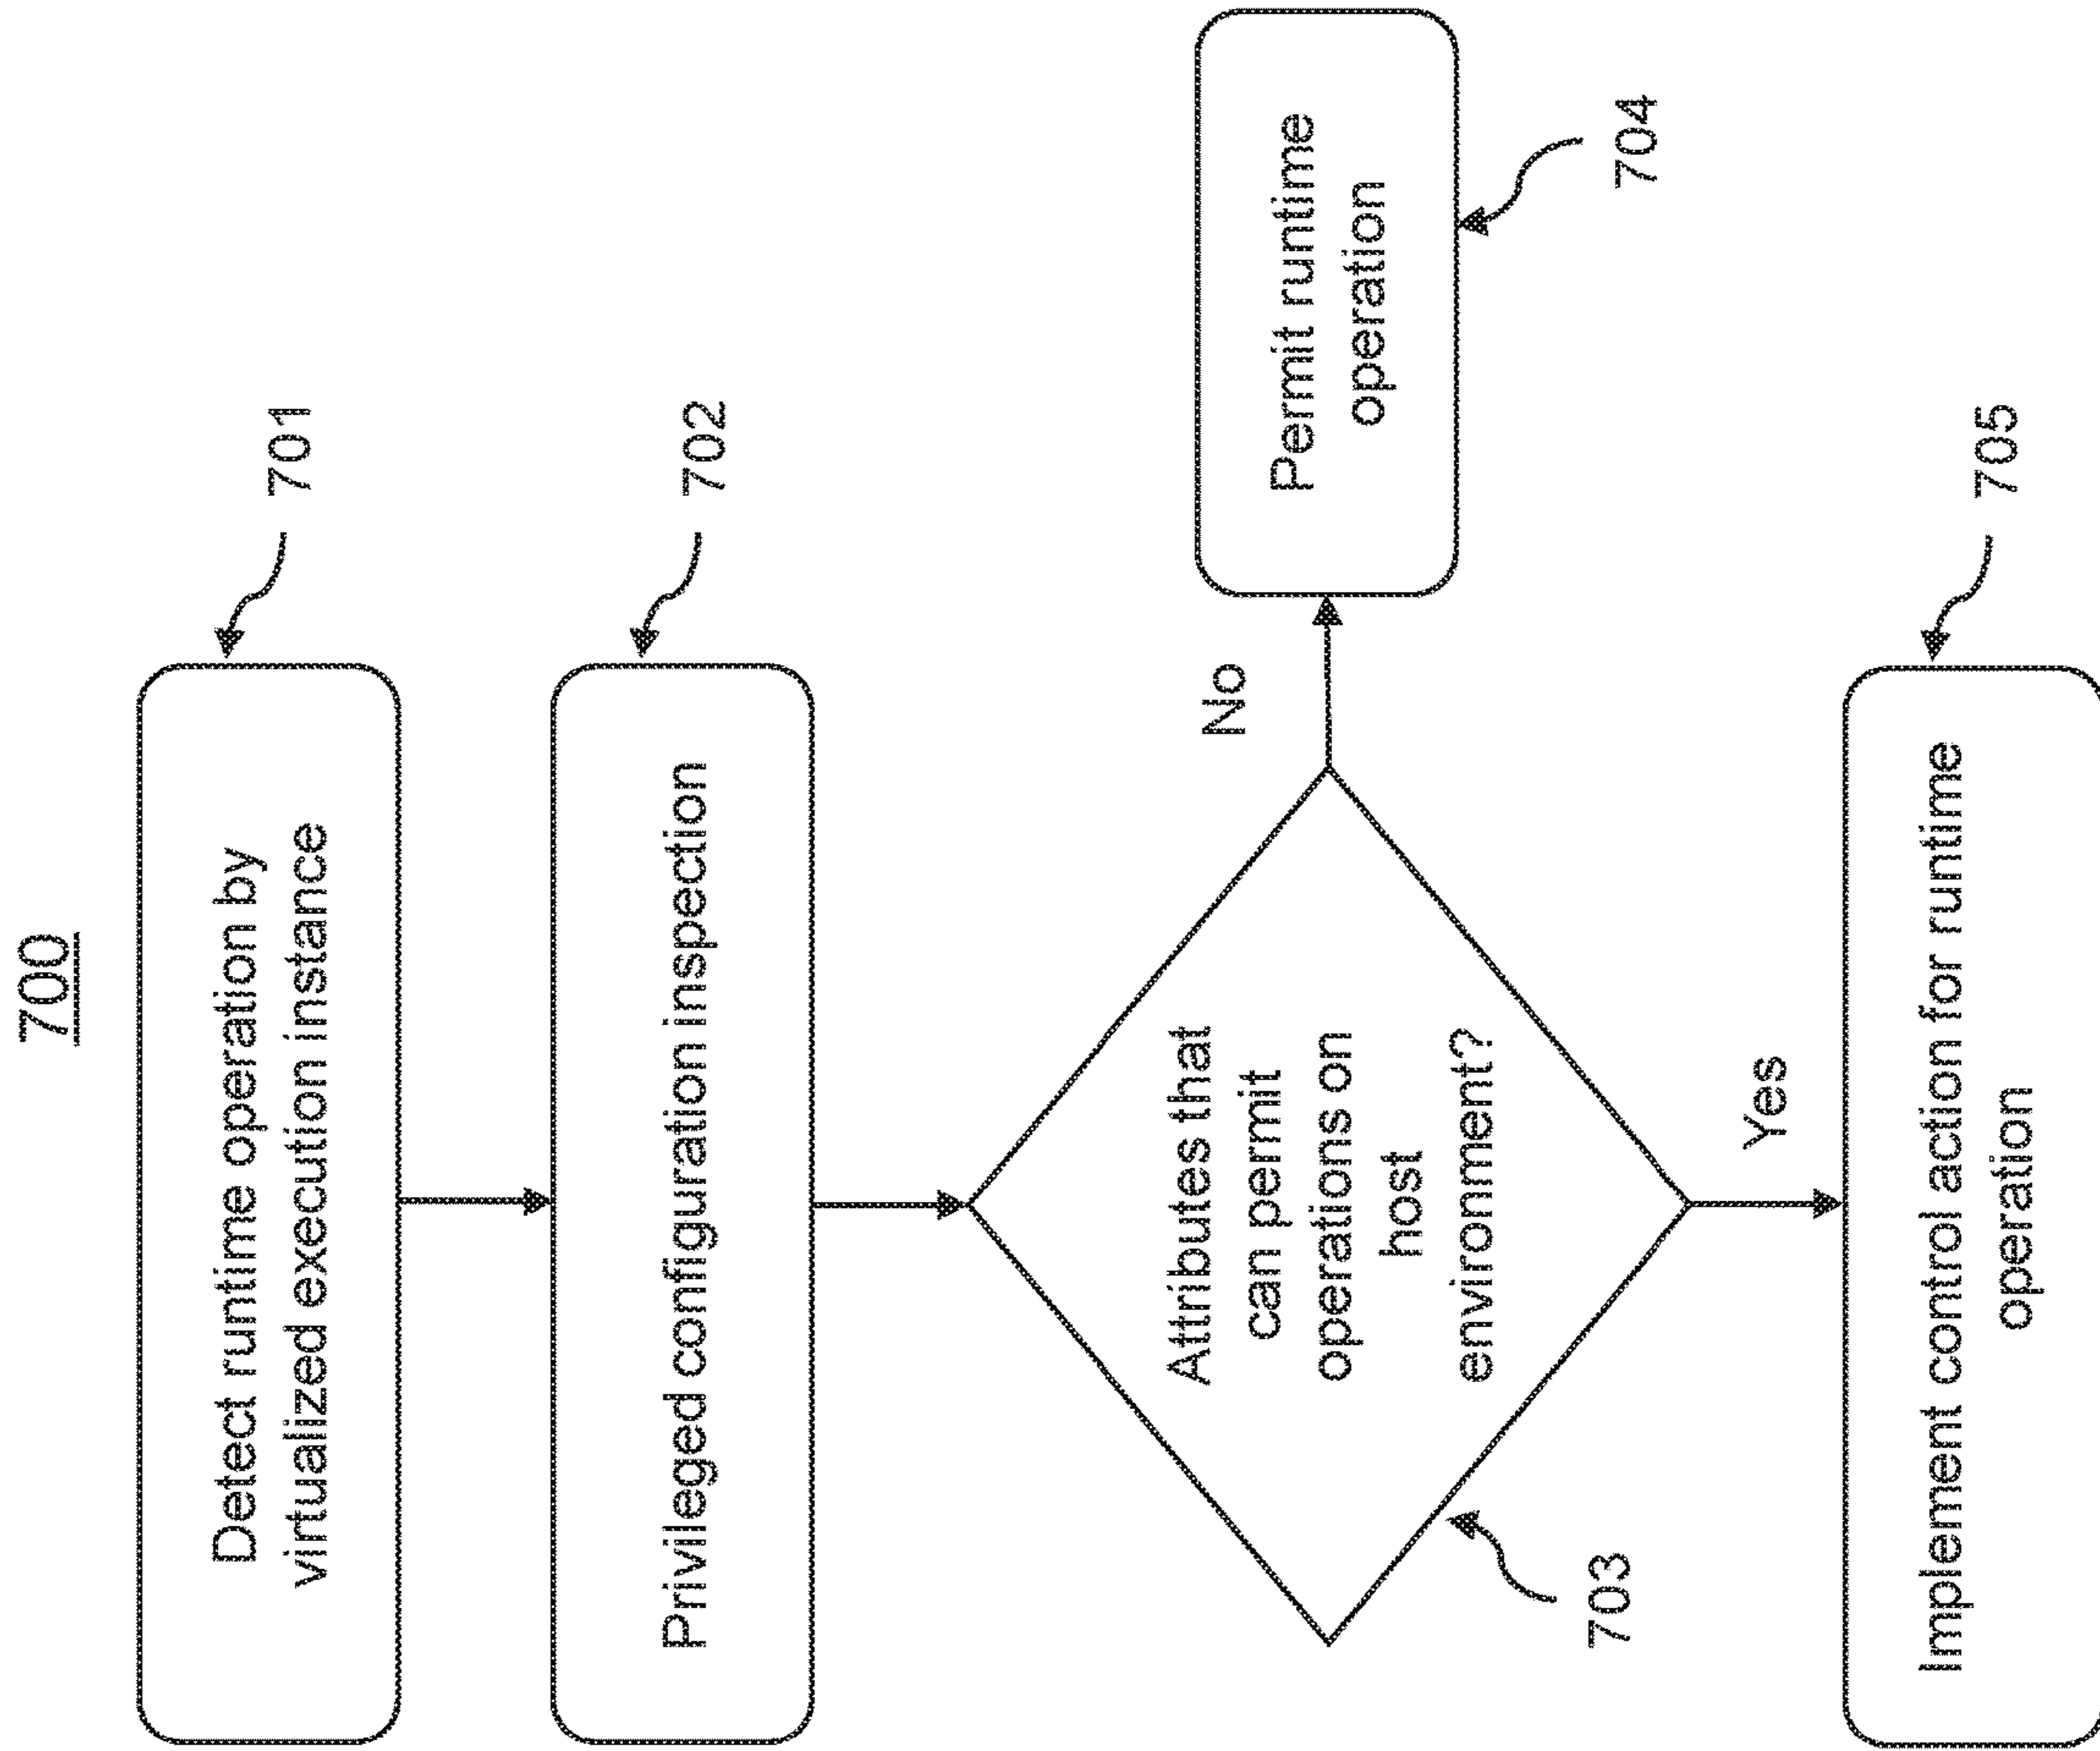 700
Detect runtime operation by
virtualized execution instance
701
Privileged configuration inspection
702
Attributes that
can permit
operations on
host
environment?
703
No
Permit runtime
operation
704
Yes
Implement control action for runtime
operation
705